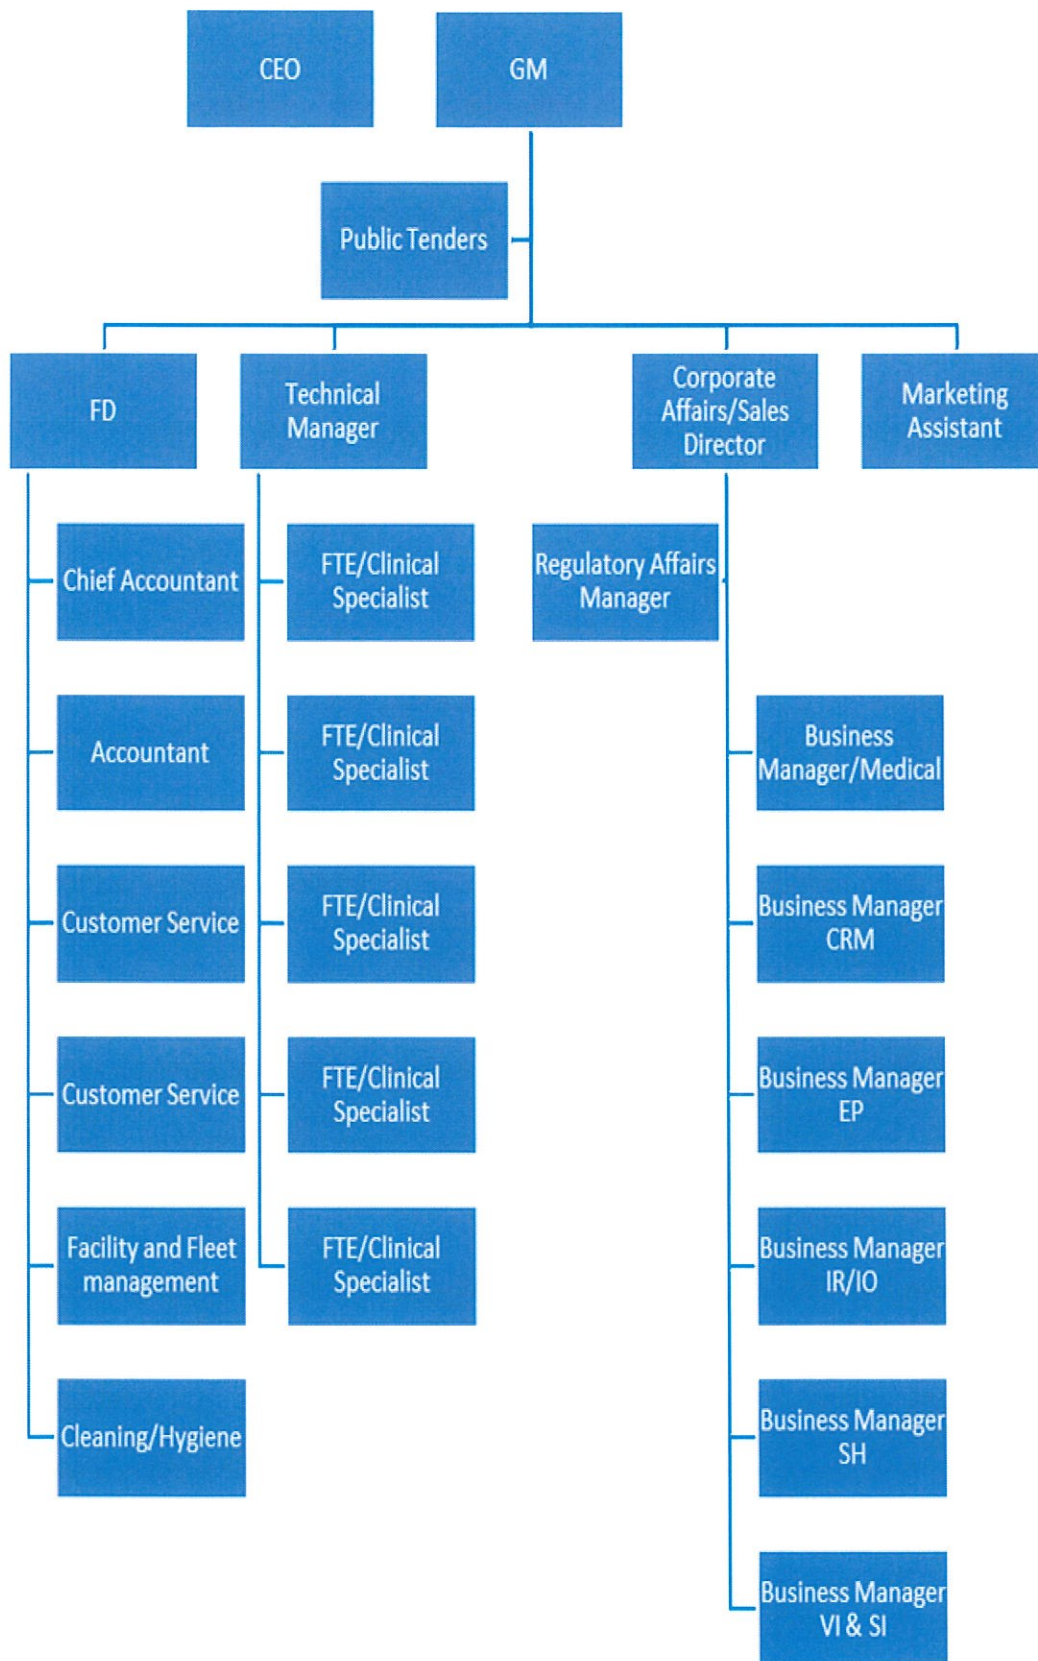 CEO
GM
Public Tenders
FD
Technical
Manager
Corporate
Affairs/Sales
Director
Marketing
Assistant
Chief Accountant
FTE/Clinical
Specialist
Regulatory Affairs
Manager
Accountant
FTE/Clinical
Specialist
Business
Manager/Medical
Customer Service
FTE/Clinical
Specialist
Business Manager
CRM
Customer Service
FTE/Clinical
Specialist
Business Manager
EP
Facility and Fleet
management
FTE/Clinical
Specialist
Business Manager
IR/IO
Cleaning/Hygiene
Business Manager
SH
Business Manager
VI & SI